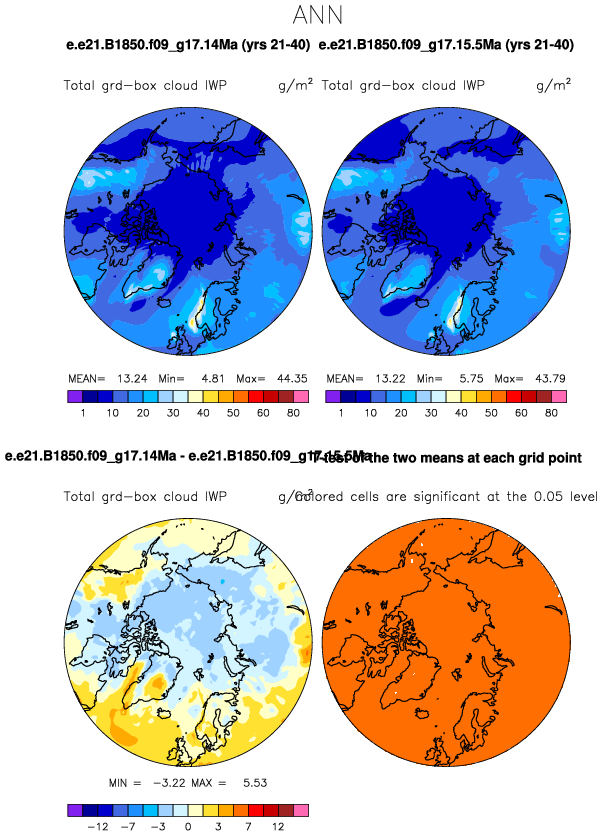 ANN
e.e21.B1850.f09_g17.14Ma (yrs 21-40) e.e21.B1850.f09_g17.15.5Ma (yrs 21-40)
Total grd-box cloud IWP g/m² Total grd-box cloud IWP g/m²
MEAN= 13.24 Min= 4.81 Max= 44.35 MEAN= 13.22 Min= 5.75 Max= 43.79
1 10 20 30 40 50 60 80 1 10 20 30 40 50 60 80
e.e21.B1850.f09_g17.14Ma - e.e21.B1850.f09_g17.15.5Ma T-test of the two means at each grid point
Total grd-box cloud IWP g/m² Colored cells are significant at the 0.05 level
MIN = -3.22 MAX = 5.53
-12 -7 -3 0 3 7 12